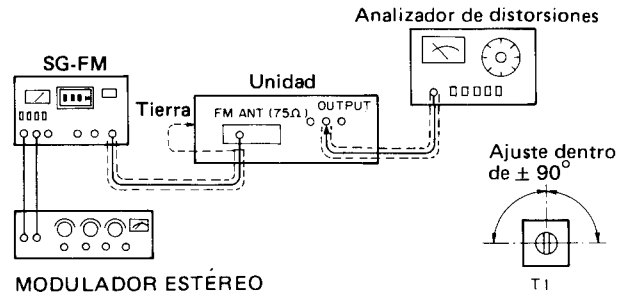 Analizador de distorsiones
SG-FM
Unidad
Tierra
FM ANT (75Ω)
OUTPUT
Ajuste dentro
de ± 90°
MODULADOR ESTÉREO
T1